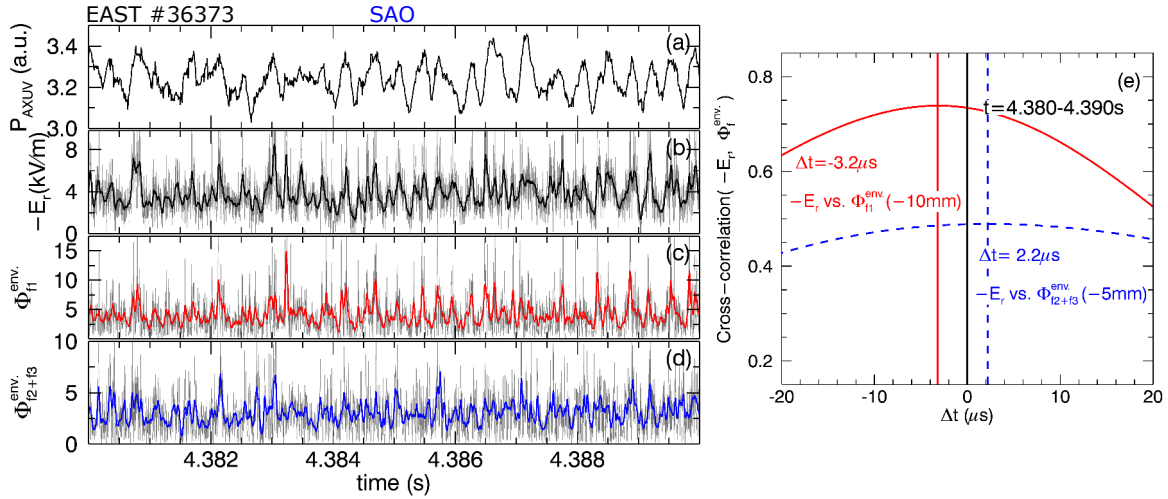 EAST #36373
SAO
P_AXUV (a.u.)
3.4
3.2
3.0
(a)
−E_r(kV/m)
8
4
0
(b)
Φ_f1^env.
15
10
5
0
(c)
Φ_f2+f3^env.
10
5
0
(d)
4.382
4.384
4.386
4.388
time (s)
Cross−correlation( −E_r, Φ_f^env.)
0.8
0.6
0.4
0.2
(e)
t=4.380-4.390s
Δt=-3.2μs
−E_r vs. Φ_f1^env.(−10mm)
Δt= 2.2μs
−E_r vs. Φ_f2+f3^env.(−5mm)
-20
-10
0
10
20
Δt (μs)